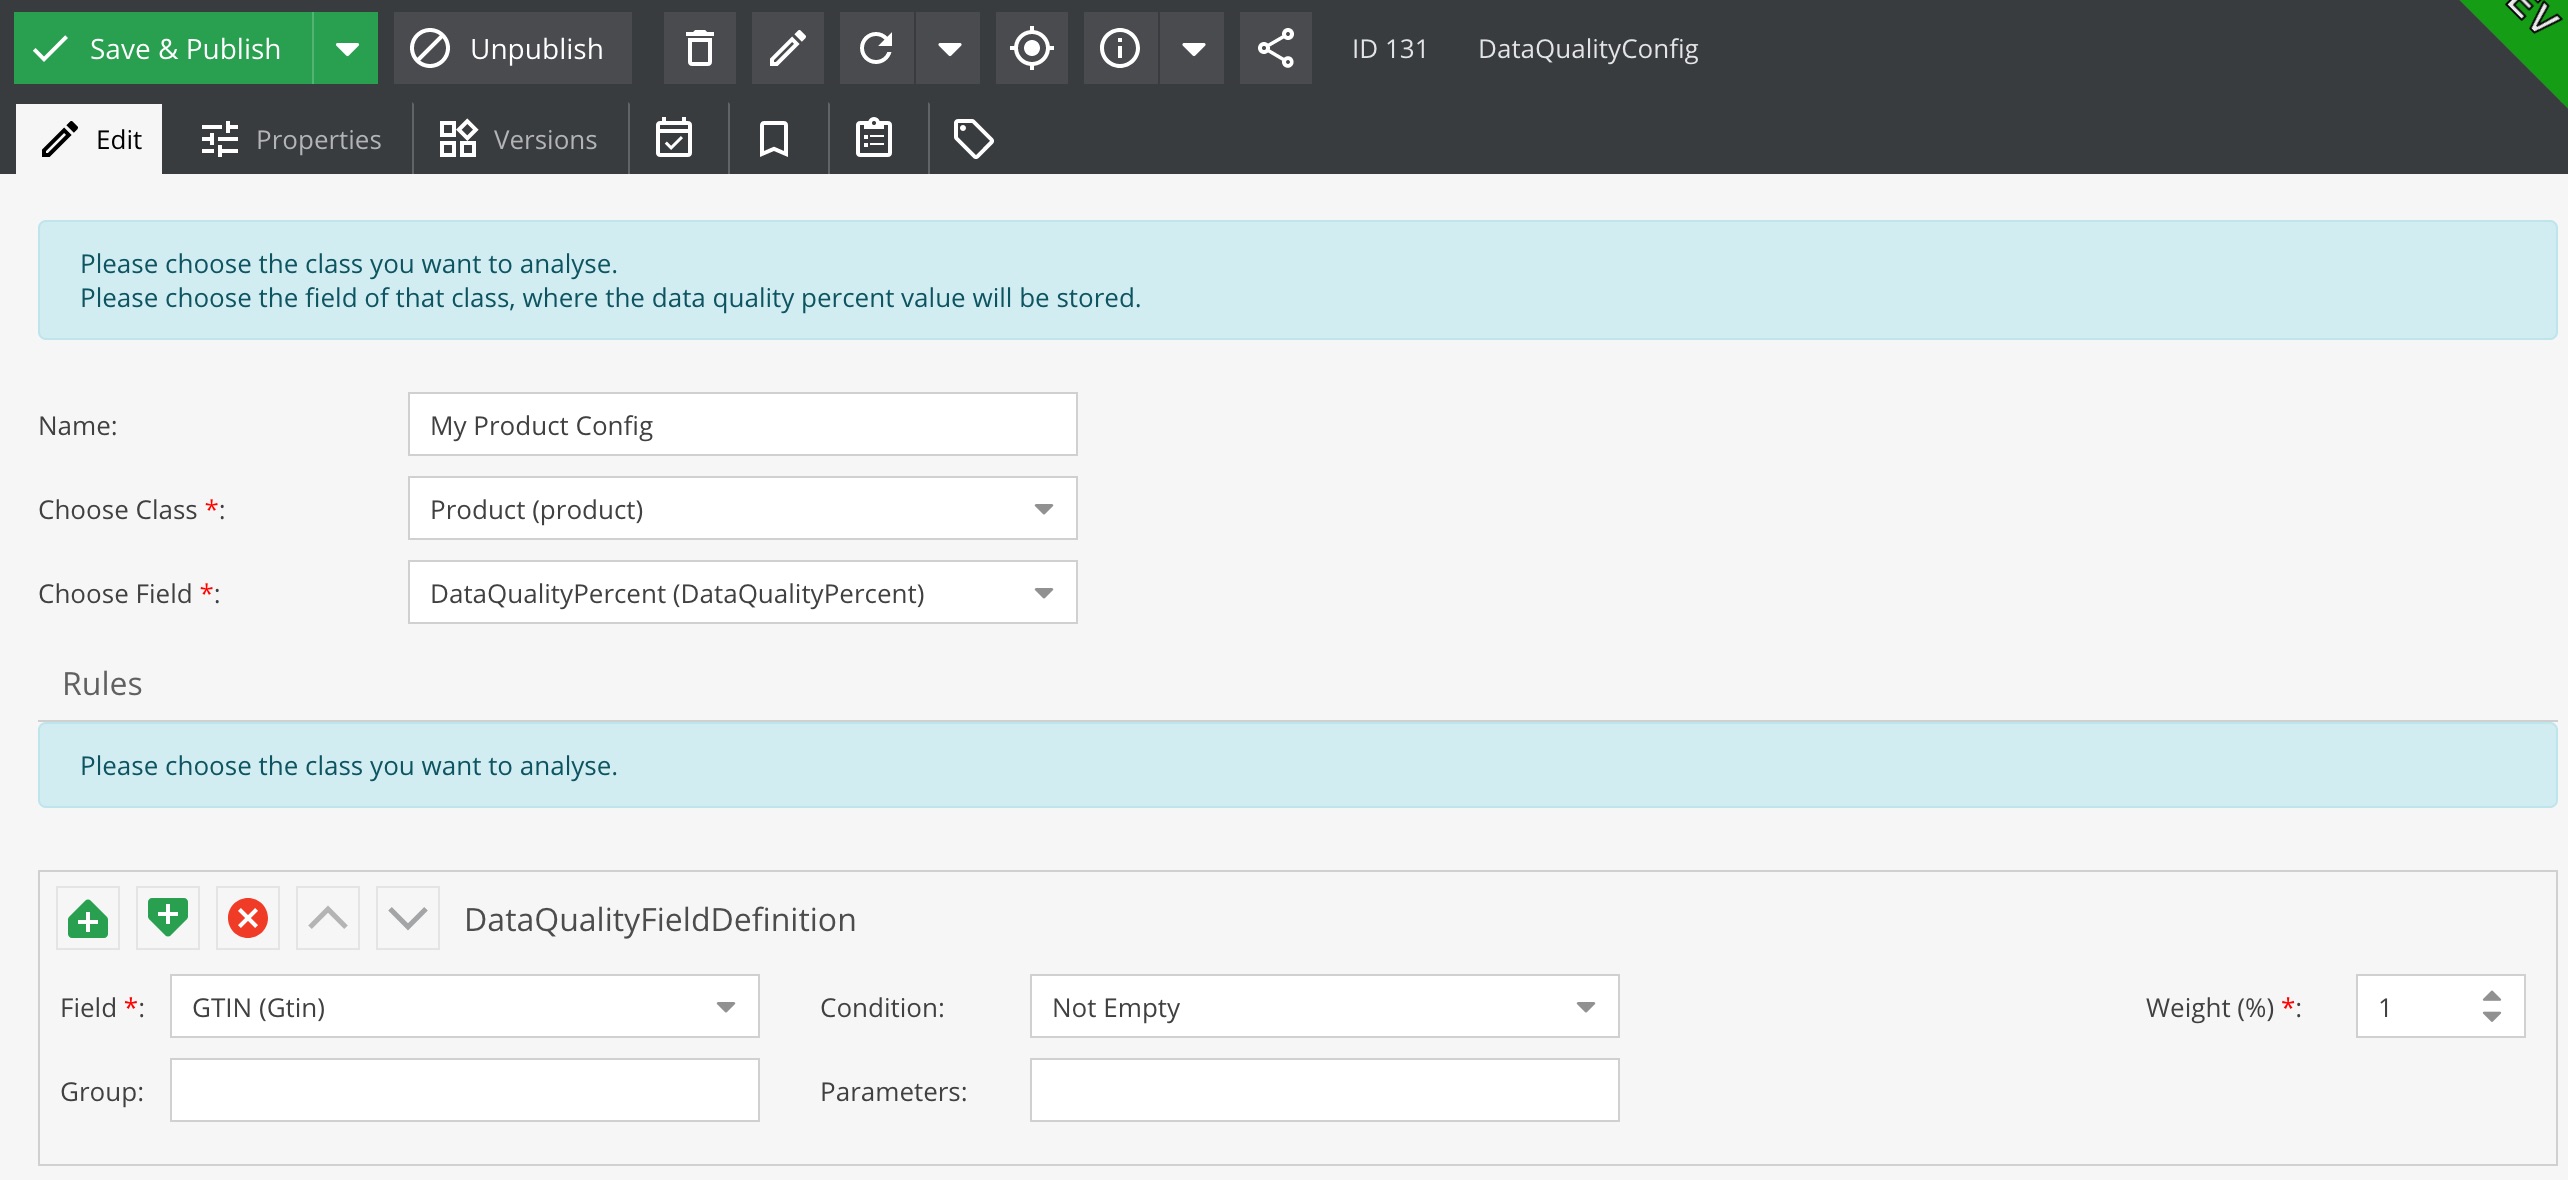 Save & Publish
Unpublish
ID 131
DataQualityConfig
Edit
Properties
Versions
Please choose the class you want to analyse.
Please choose the field of that class, where the data quality percent value will be stored.
Name:
My Product Config
Choose Class *:
Product (product)
Choose Field *:
DataQualityPercent (DataQualityPercent)
Rules
Please choose the class you want to analyse.
DataQualityFieldDefinition
Field *:
GTIN (Gtin)
Condition:
Not Empty
Weight (%) *:
1
Group:
Parameters: